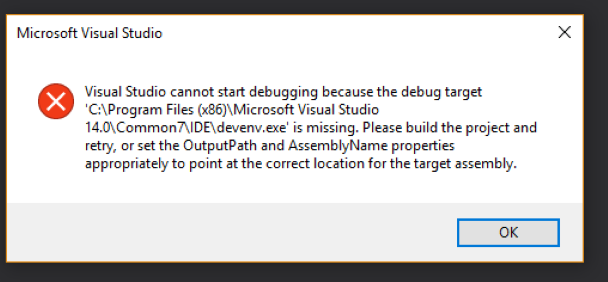 Microsoft Visual Studio
Visual Studio cannot start debugging because the debug target
'C:\Program Files (x86)\Microsoft Visual Studio
14.0\Common7\IDE\devenv.exe' is missing. Please build the project and
retry, or set the OutputPath and AssemblyName properties
appropriately to point at the correct location for the target assembly.
OK